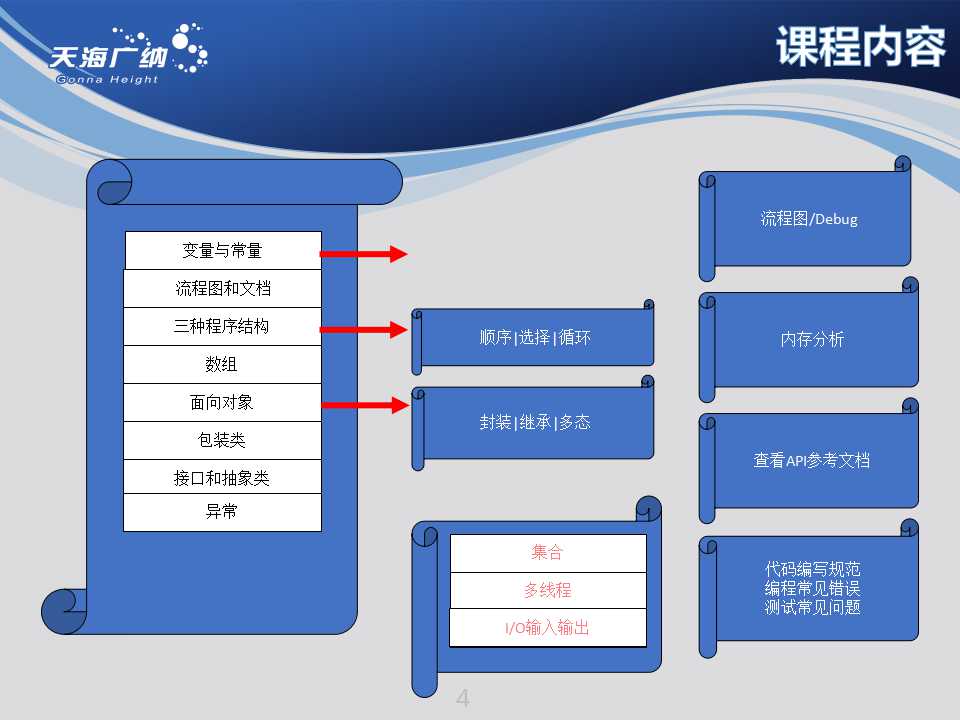 天海广纳
Gonna Height
课程内容
变量与常量
流程图和文档
三种程序结构
数组
面向对象
包装类
接口和抽象类
异常
顺序|选择|循环
封装|继承|多态
集合
多线程
I/O输入输出
流程图/Debug
内存分析
查看API参考文档
代码编写规范
编程常见错误
测试常见问题
4